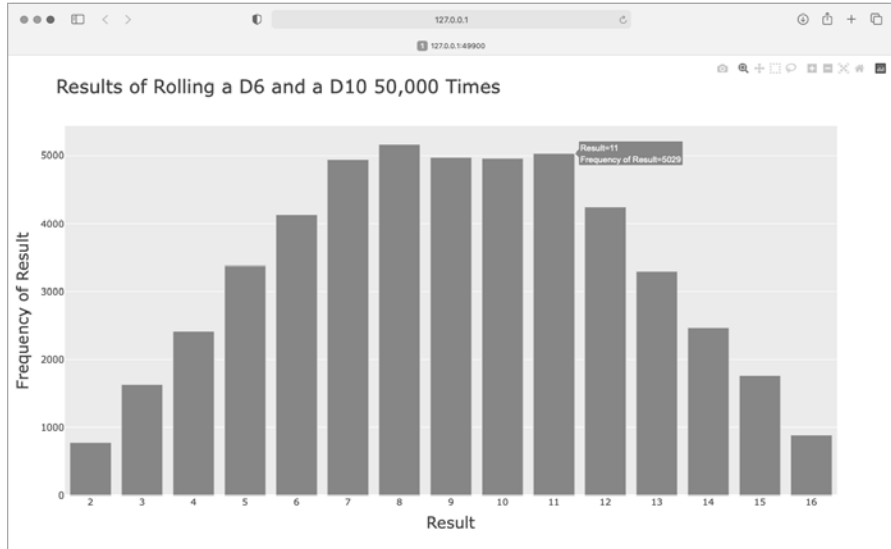 127.0.0.1
1 127.0.0.1:49900
Results of Rolling a D6 and a D10 50,000 Times
Result=11
Frequency of Result=5029
5000
4000
3000
2000
1000
0
Frequency of Result
2 3 4 5 6 7 8 9 10 11 12 13 14 15 16
Result